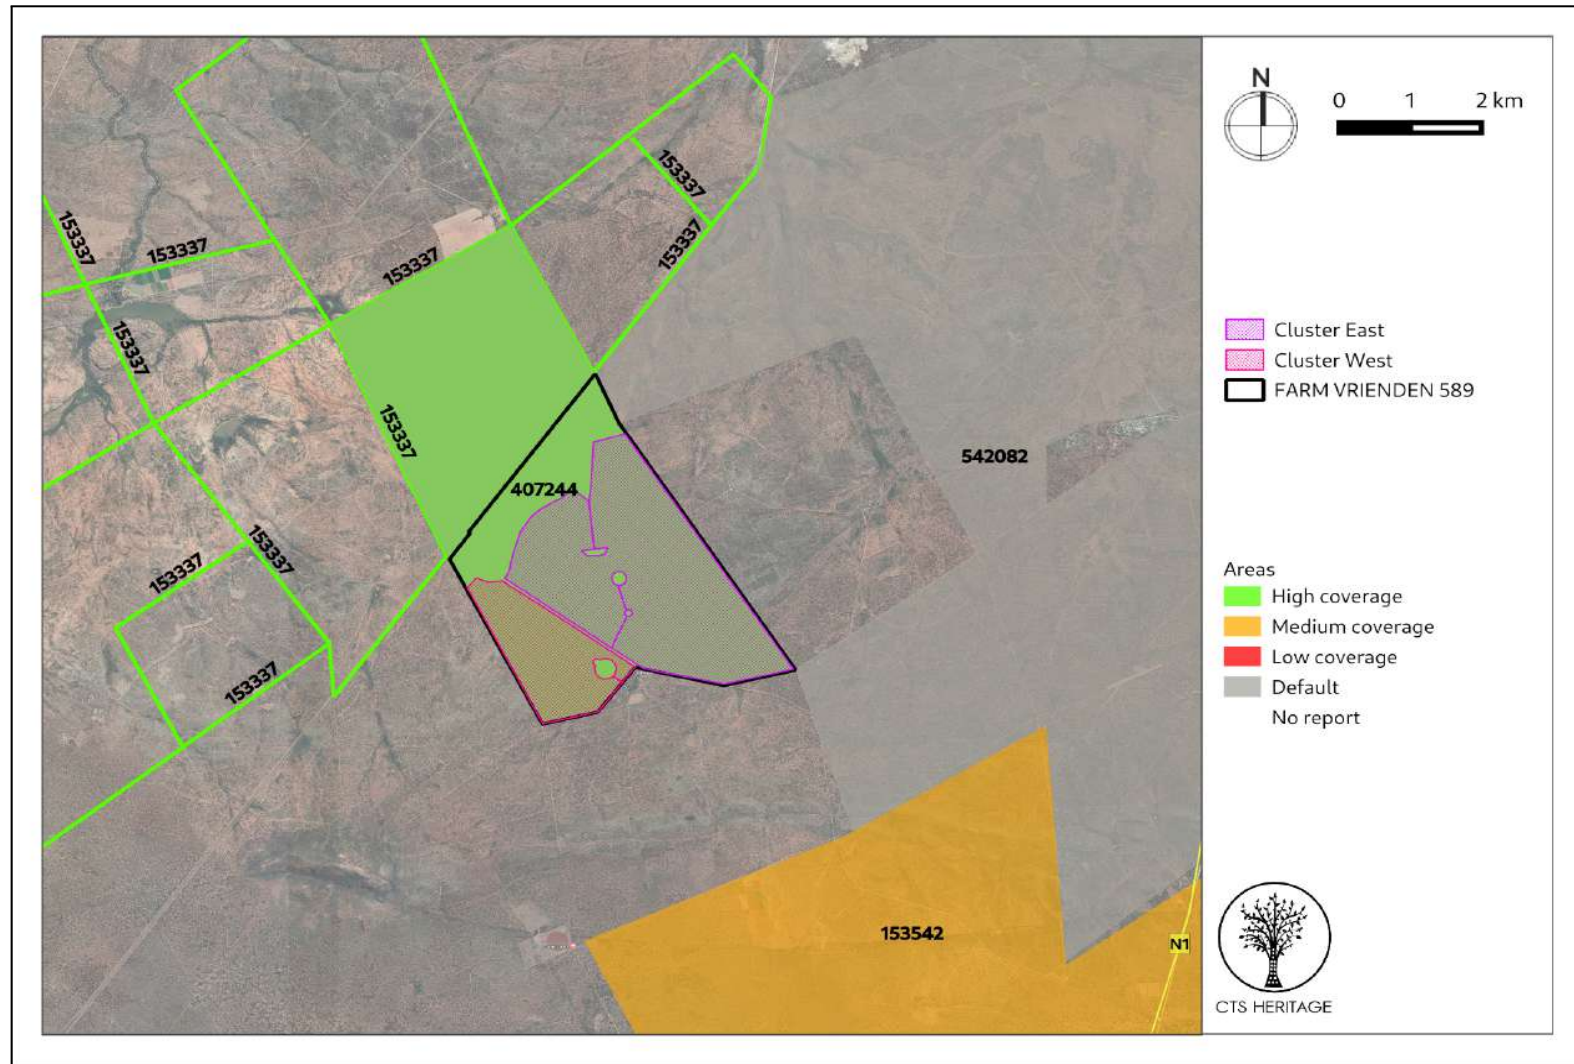 153337
153337
153337
153337
153337
153337
153337
153337
153337
153337
153337
407244
542082
153542
N1
N
0 1 2 km
Cluster East
Cluster West
FARM VRIENDEN 589
Areas
High coverage
Medium coverage
Low coverage
Default
No report
CTS HERITAGE